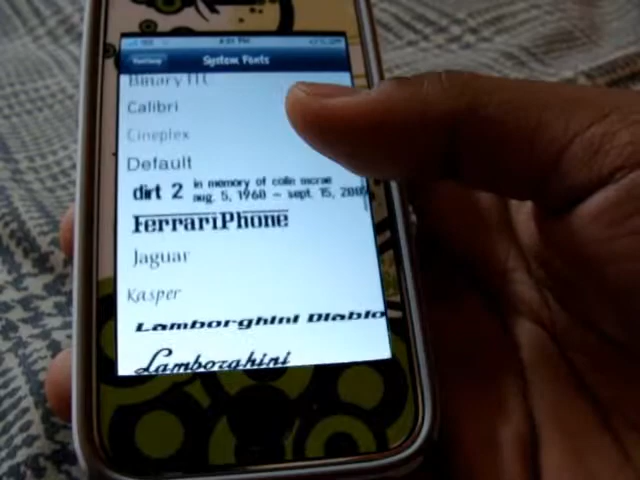 System Fonts
Calibri
Cineplex
Default
dirt 2 in memory of colin mcrae
aug. 5, 1968 - sept. 15, 200
FerrariPhone
Jaguar
Kasper
Lamborghini Diablo
Lamborghini